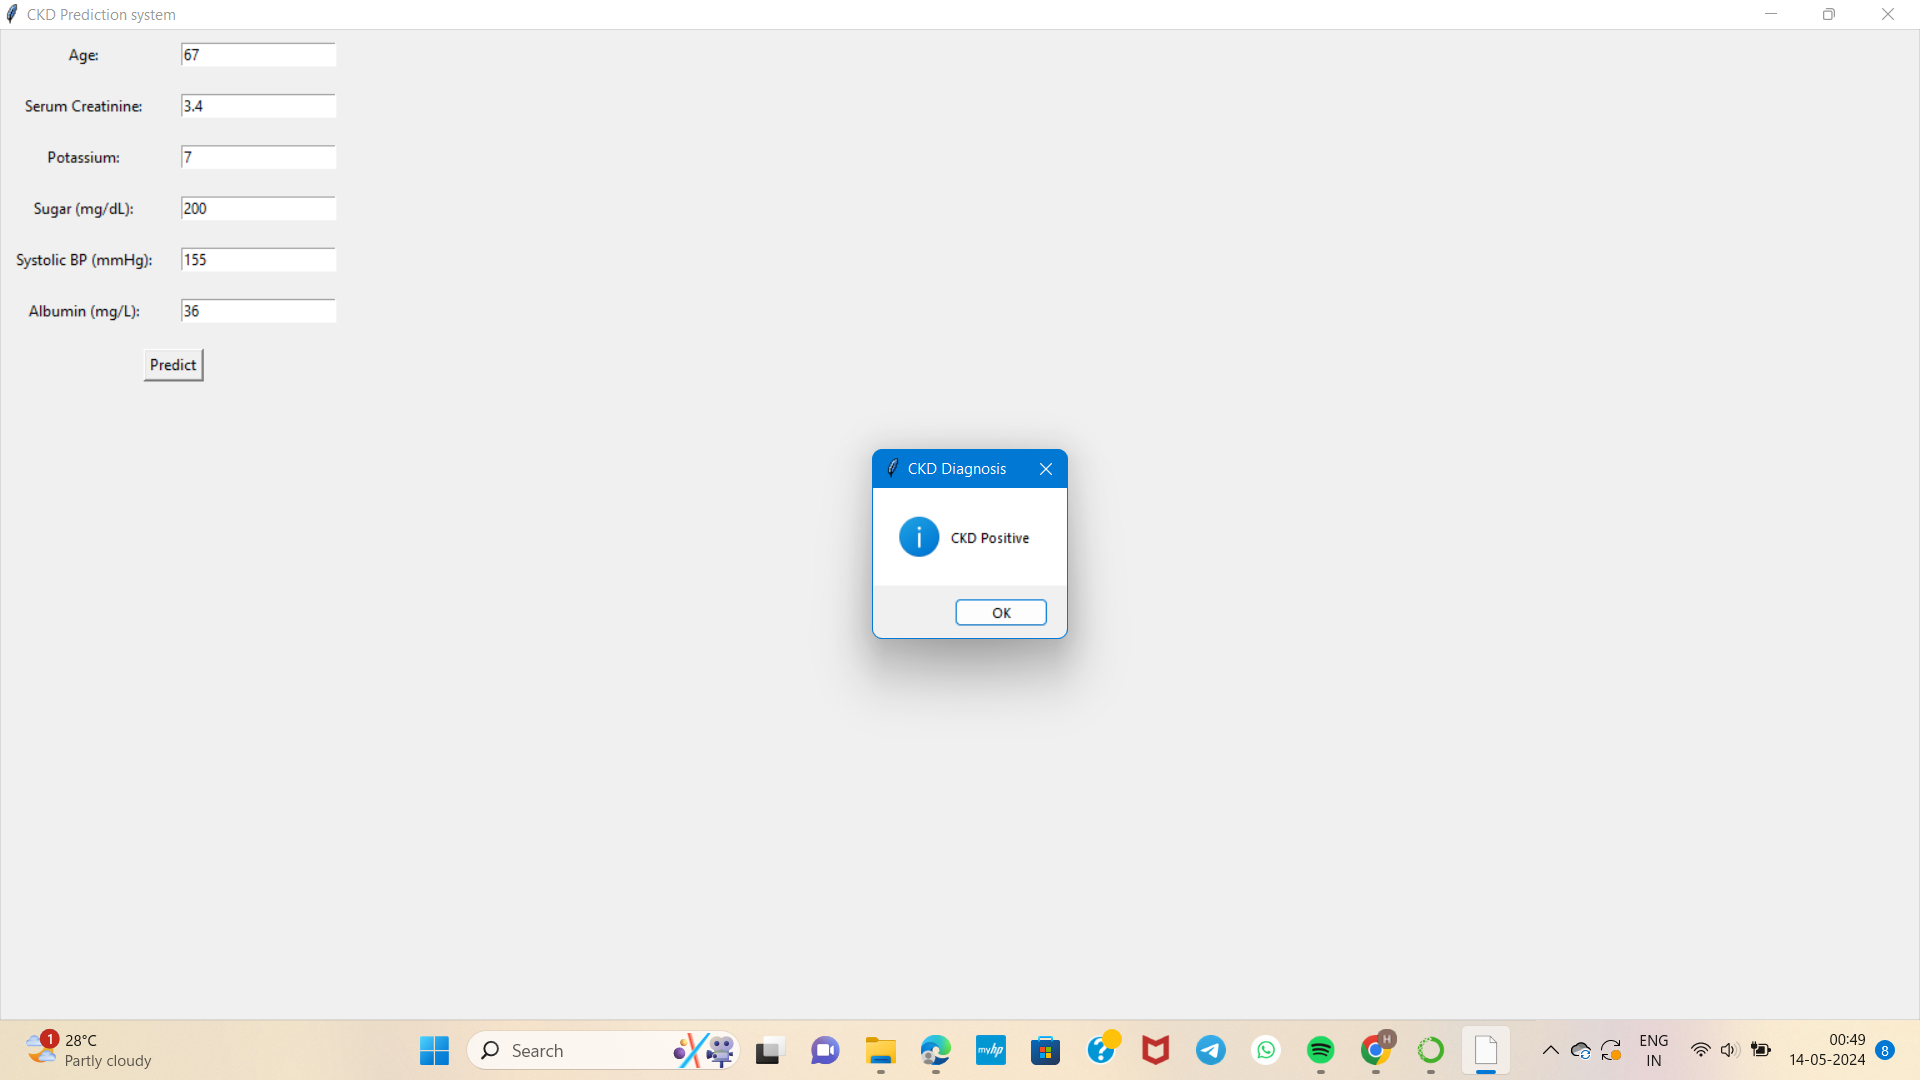 CKD Prediction system
Age: 67
Serum Creatinine: 3.4
Potassium: 7
Sugar (mg/dL): 200
Systolic BP (mmHg): 155
Albumin (mg/L): 36
Predict
CKD Diagnosis
CKD Positive
OK
1
28°C
Partly cloudy
Search
myhp
H
ENG
IN
00:49
14-05-2024
8